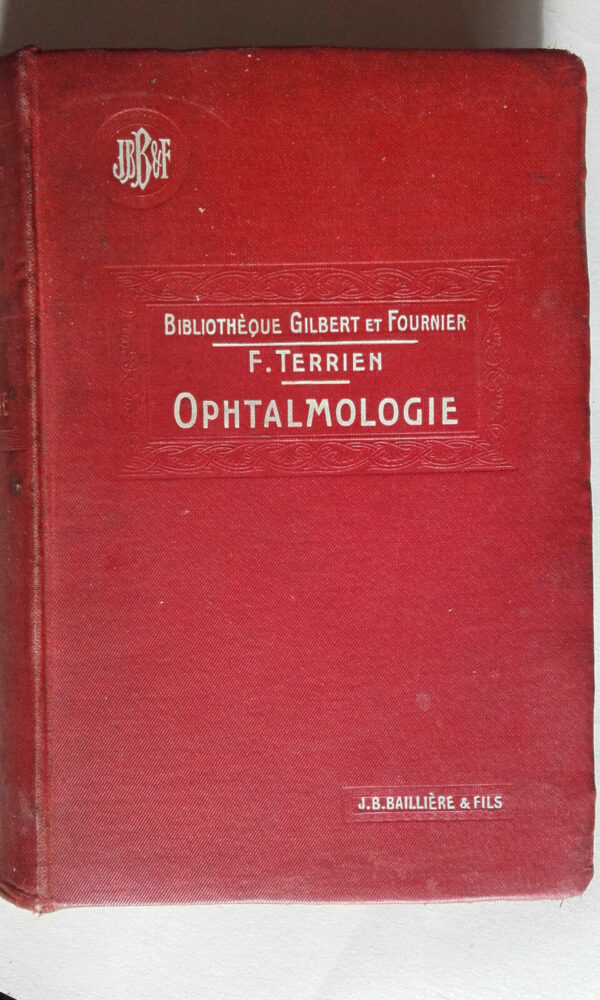 JBB&F
BIBLIOTHÈQUE GILBERT ET FOURNIER
F. TERRIEN
OPHTALMOLOGIE
J.B. BAILLIÈRE & FILS